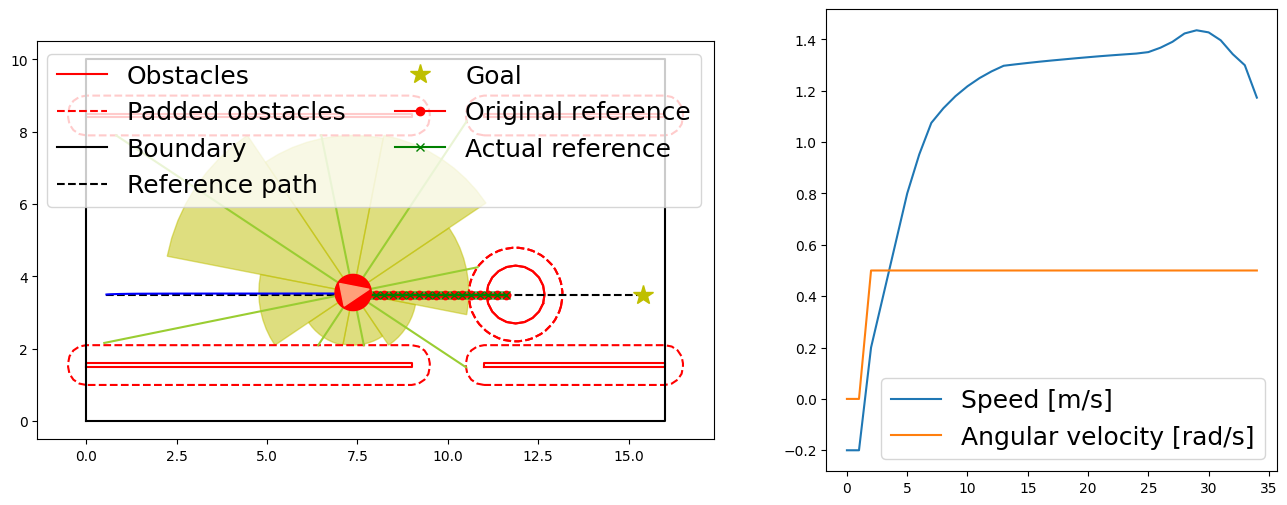 10
8
6
4
2
0
0.0 2.5 5.0 7.5 10.0 12.5 15.0
Obstacles
Padded obstacles
Boundary
Reference path
Goal
Original reference
Actual reference
1.4
1.2
1.0
0.8
0.6
0.4
0.2
0.0
−0.2
0 5 10 15 20 25 30 35
Speed [m/s]
Angular velocity [rad/s]